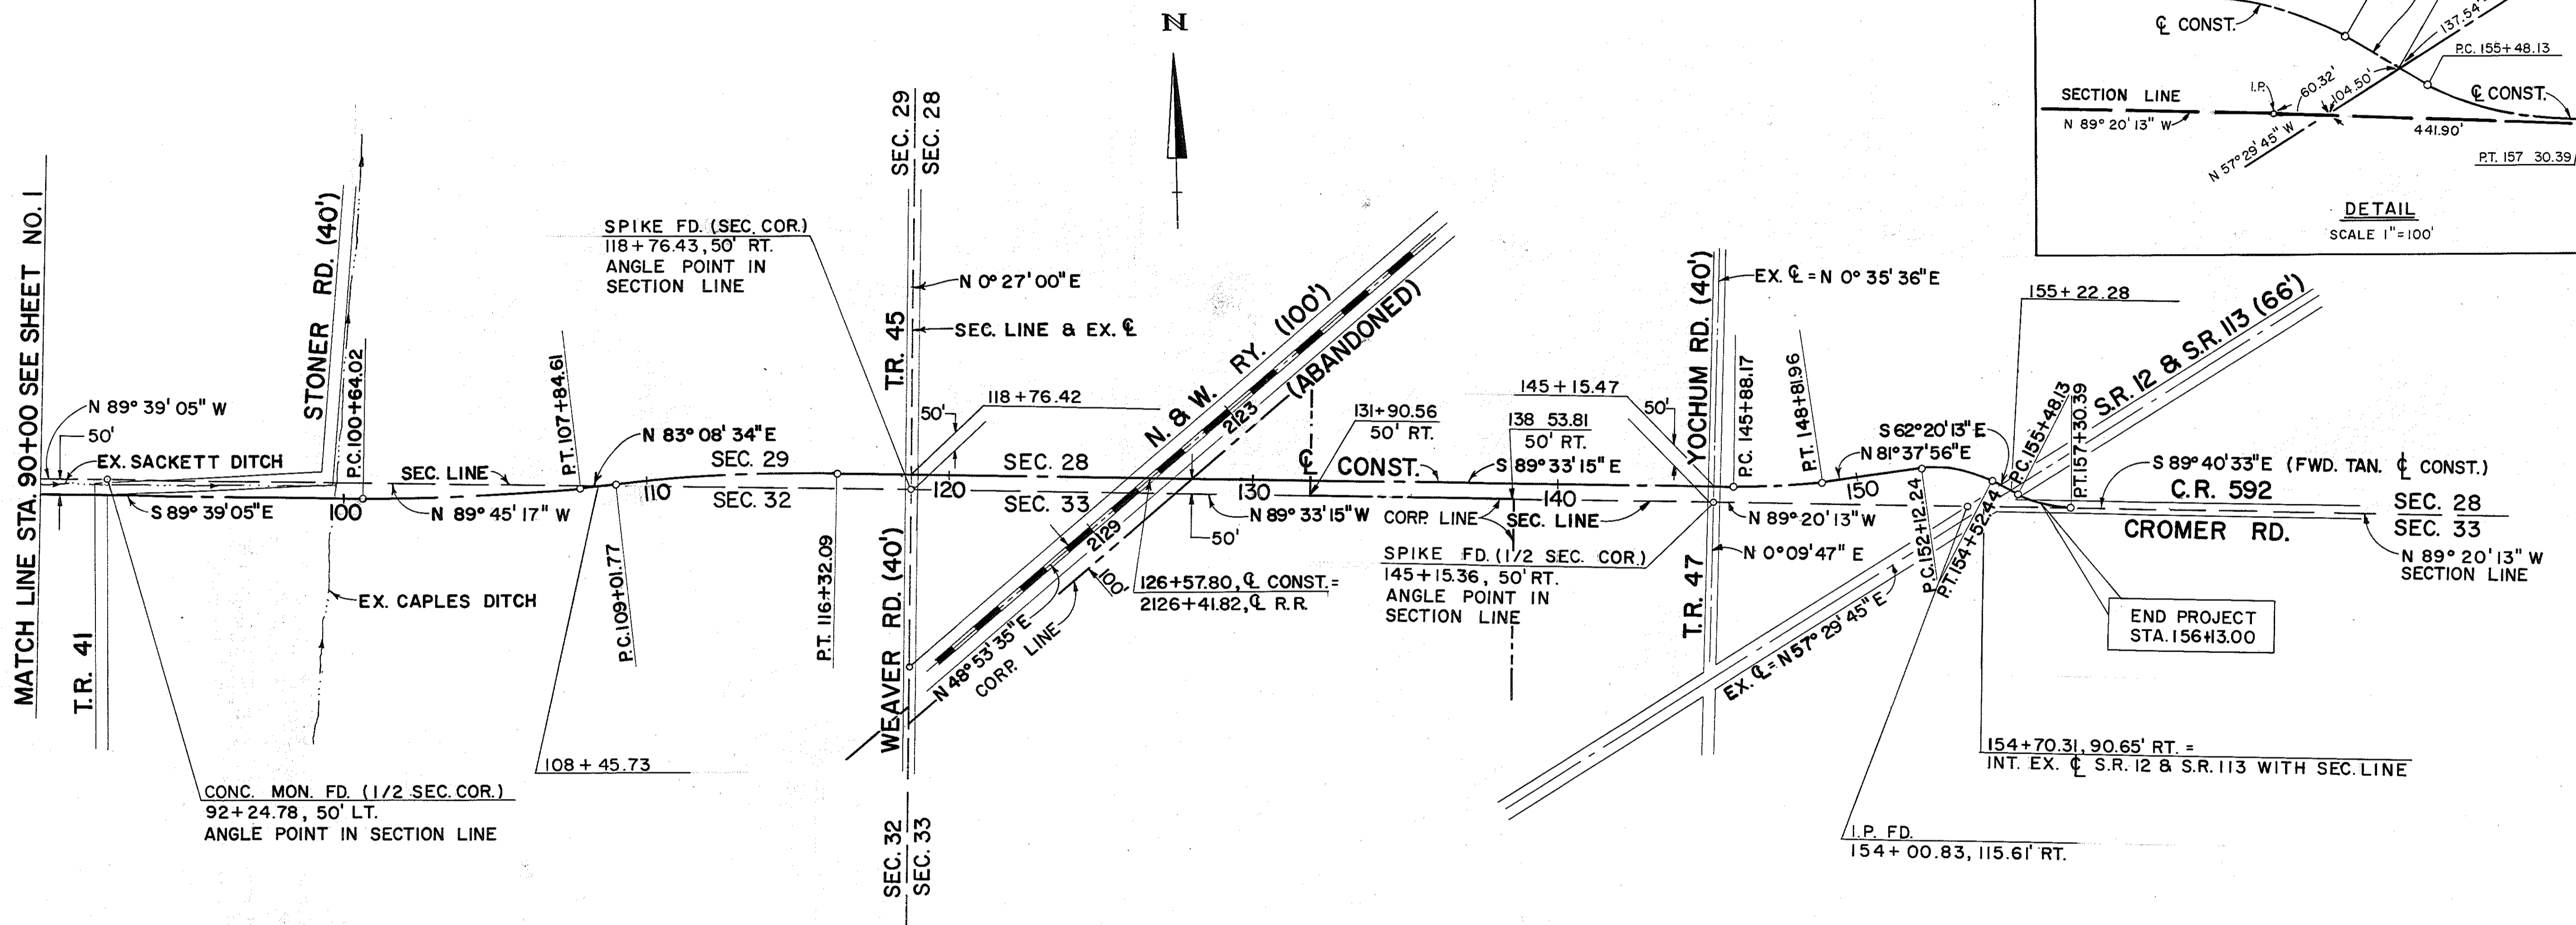 N
MATCH LINE STA. 90+00 SEE SHEET NO. 1
N 89° 39' 05" W
50'
EX. SACKETT DITCH
S 89° 39' 05" E
T.R. 41
STONER RD. (40')
P.C. 100+64.02
100
SEC. LINE
N 89° 45' 17" W
EX. CAPLES DITCH
CONC. MON. FD. (1/2 SEC. COR.)
92+24.78, 50' LT.
ANGLE POINT IN SECTION LINE
P.T. 107+84.61
N 83° 08' 34" E
110
108+45.73
P.C. 109+01.77
SEC. 29
SEC. 32
P.T. 116+32.09
SPIKE FD. (SEC. COR.)
118+76.43, 50' RT.
ANGLE POINT IN
SECTION LINE
SEC. 29
SEC. 28
N 0° 27' 00" E
SEC. LINE & EX. ℄
T.R. 45
50'
118+76.42
120
SEC. 28
SEC. 33
WEAVER RD. (40')
SEC. 32
SEC. 33
N. & W. RY. (100')
(ABANDONED)
2123
2129
100'
N 48° 53' 35" E
CORP. LINE
126+57.80, ℄ CONST.=
2126+41.82, ℄ R.R.
50'
N 89° 33' 15" W
130
131+90.56
50' RT.
℄ CONST.
138 53.81
50' RT.
S 89° 33' 15" E
CORP. LINE
SEC. LINE
140
SPIKE FD. (1/2 SEC. COR.)
145+15.36, 50' RT.
ANGLE POINT IN
SECTION LINE
145+15.47
50'
YOCHUM RD. (40')
EX. ℄ = N 0° 35' 36" E
P.C. 145+88.17
P.T. 148+81.96
N 89° 20' 13" W
N 0° 09' 47" E
T.R. 47
150
N 81° 37' 56" E
S 62° 20' 13" E
P.C. 152+12.24
P.T. 154+52.44
155+22.28
P.C. 155+48.13
P.T. 157+30.39
S.R. 12 & S.R. 113 (66')
EX. ℄ = N 57° 29' 45" E
S 89° 40' 33" E (FWD. TAN. ℄ CONST.)
C.R. 592
CROMER RD.
SEC. 28
SEC. 33
N 89° 20' 13" W
SECTION LINE
END PROJECT
STA. 156+13.00
154+70.31, 90.65' RT. =
INT. EX. ℄ S.R. 12 & S.R. 113 WITH SEC. LINE
I.P. FD.
154+00.83, 115.61' RT.
℄ CONST.
137.54'
P.C. 155+48.13
I.P.
60.32'
104.50'
℄ CONST.
SECTION LINE
N 89° 20' 13" W
441.90'
N 57° 29' 45" W
P.T. 157 30.39
DETAIL
SCALE 1"=100'